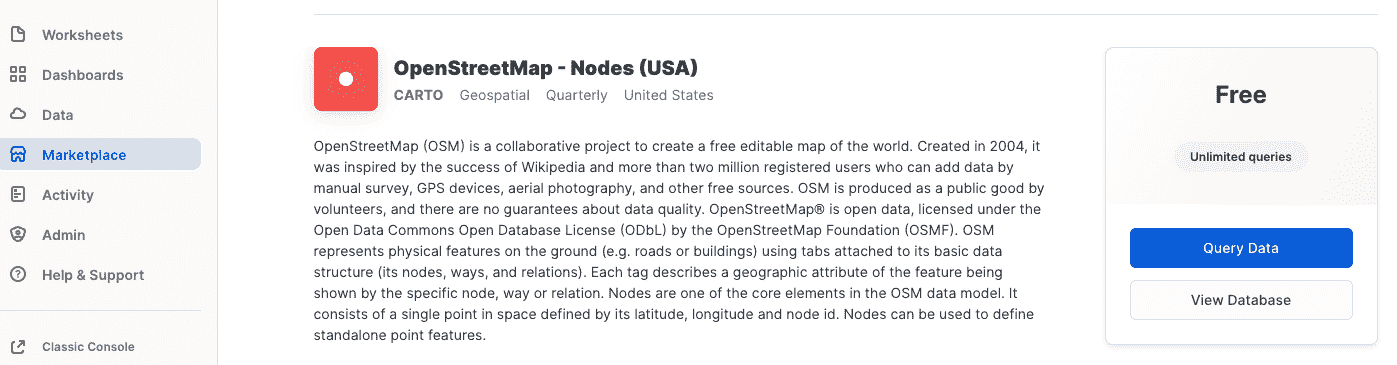 Worksheets
Dashboards
Data
Marketplace
Activity
Admin
Help & Support
Classic Console
OpenStreetMap - Nodes (USA)
CARTO Geospatial Quarterly United States
OpenStreetMap (OSM) is a collaborative project to create a free editable map of the world. Created in 2004, it
was inspired by the success of Wikipedia and more than two million registered users who can add data by
manual survey, GPS devices, aerial photography, and other free sources. OSM is produced as a public good by
volunteers, and there are no guarantees about data quality. OpenStreetMap® is open data, licensed under the
Open Data Commons Open Database License (ODbL) by the OpenStreetMap Foundation (OSMF). OSM
represents physical features on the ground (e.g. roads or buildings) using tabs attached to its basic data
structure (its nodes, ways, and relations). Each tag describes a geographic attribute of the feature being
shown by the specific node, way or relation. Nodes are one of the core elements in the OSM data model. It
consists of a single point in space defined by its latitude, longitude and node id. Nodes can be used to define
standalone point features.
Free
Unlimited queries
Query Data
View Database